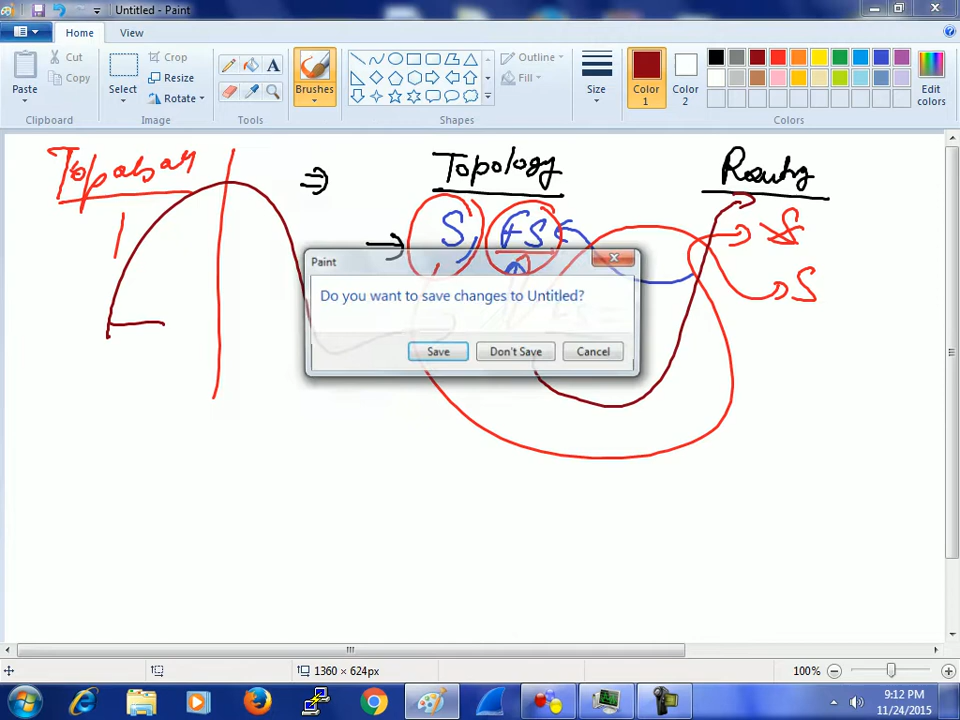 Untitled - Paint
Home
View
Paste
Cut
Copy
Clipboard
Select
Crop
Resize
Rotate
Image
A
Tools
Brushes
Shapes
Outline
Fill
Size
Color 1
Color 2
Edit colors
Colors
Topology
S, FS
S
S
Paint
Do you want to save changes to Untitled?
Save
Don't Save
Cancel
1360 × 624px
100%
9:12 PM
11/24/2015